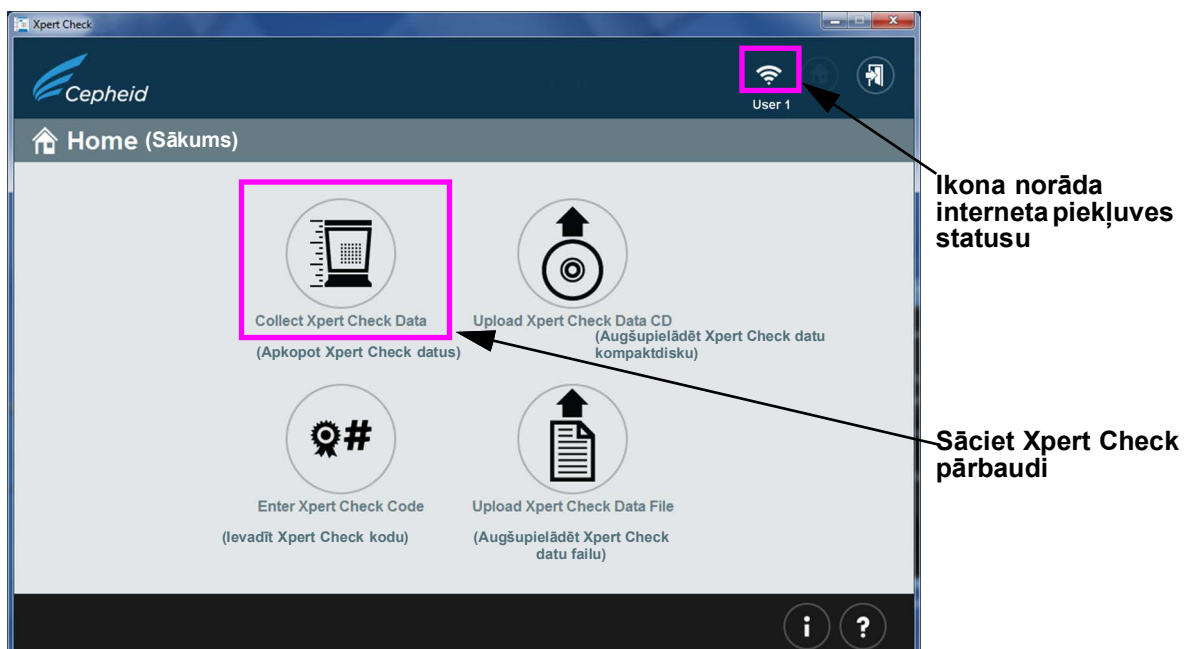 Xpert Check
Cepheid
User 1
Home (Sākums)
Ikona norāda
interneta piekļuves
statusu
Collect Xpert Check Data
(Apkopot Xpert Check datus)
Upload Xpert Check Data CD
(Augšupielādēt Xpert Check datu
kompaktdisku)
Sāciet Xpert Check
pārbaudi
#
Enter Xpert Check Code
(Ievadīt Xpert Check kodu)
Upload Xpert Check Data File
(Augšupielādēt Xpert Check
datu failu)
i ?